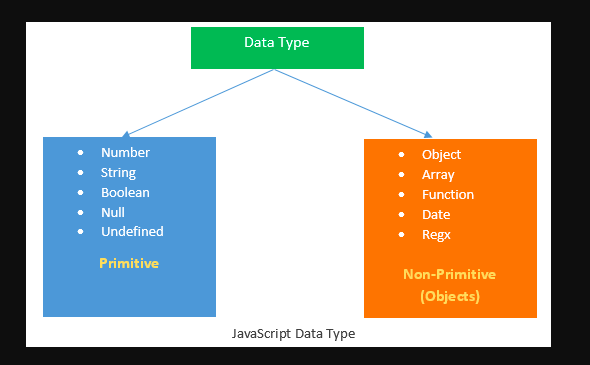 Data Type
• Number
• String
• Boolean
• Null
• Undefined
Primitive
• Object
• Array
• Function
• Date
• Regx
Non-Primitive
(Objects)
JavaScript Data Type